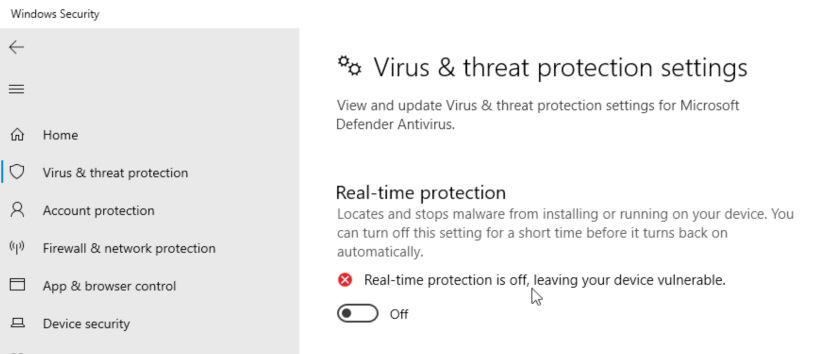 Windows Security
Home
Virus & threat protection
Account protection
Firewall & network protection
App & browser control
Device security
Virus & threat protection settings
View and update Virus & threat protection settings for Microsoft
Defender Antivirus.
Real-time protection
Locates and stops malware from installing or running on your device. You
can turn off this setting for a short time before it turns back on
automatically.
Real-time protection is off, leaving your device vulnerable.
Off